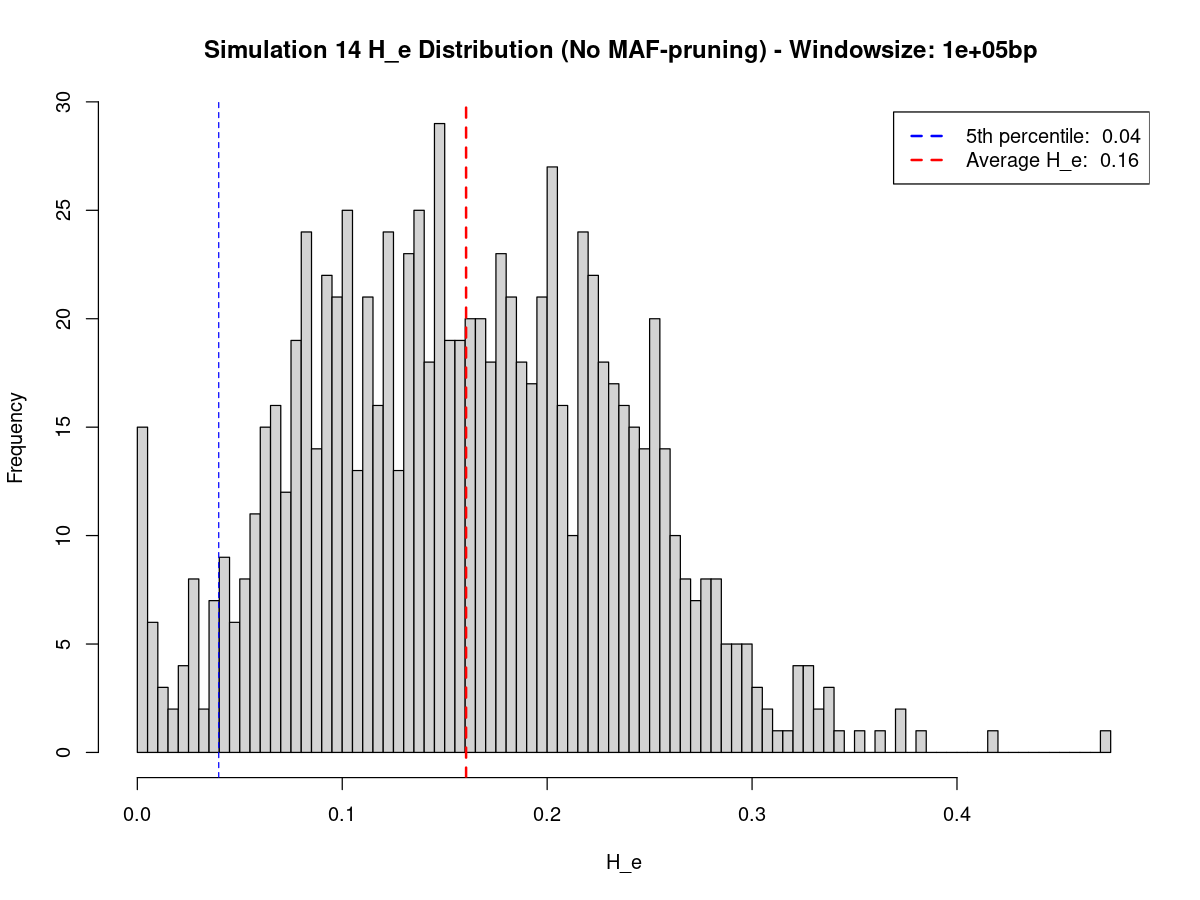 Simulation 14 H_e Distribution (No MAF-pruning) - Windowsize: 1e+05bp
5th percentile: 0.04
Average H_e: 0.16
Frequency
30
25
20
15
10
5
0
0.0 0.1 0.2 0.3 0.4
H_e